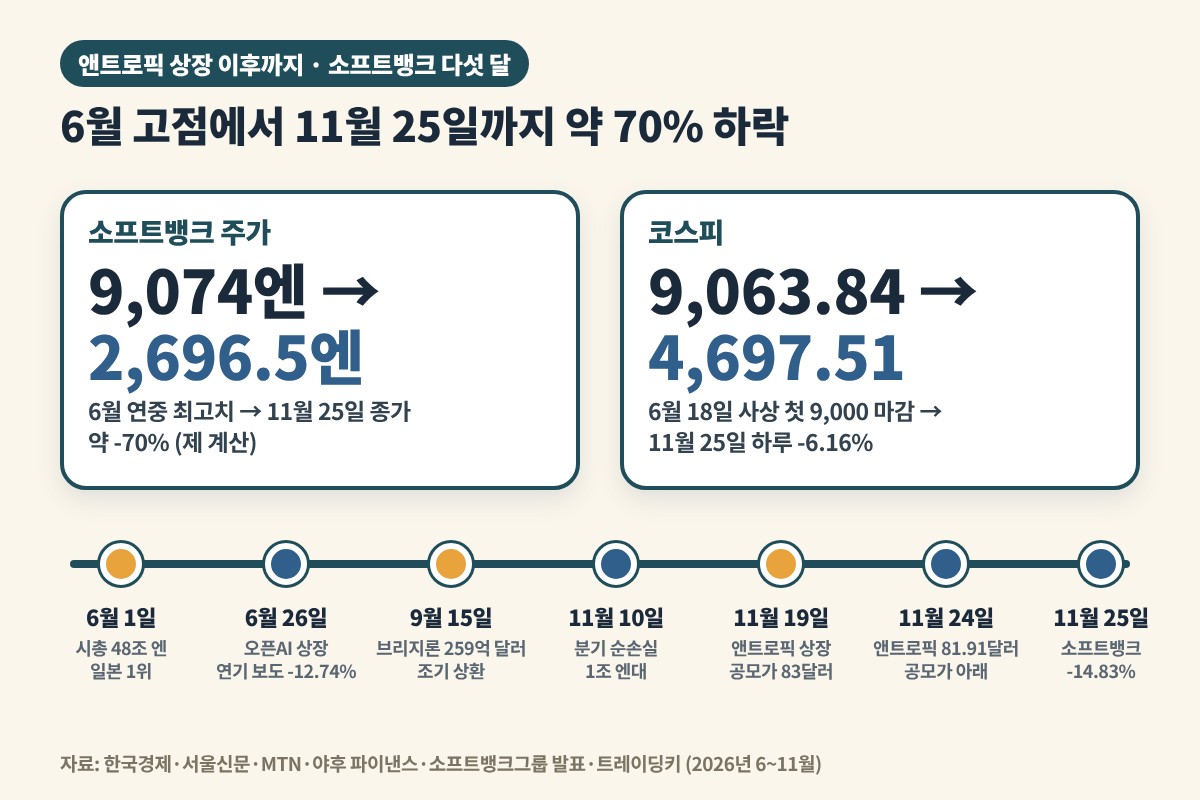 앤트로픽 상장 이후까지 · 소프트뱅크 다섯 달
6월 고점에서 11월 25일까지 약 70% 하락
소프트뱅크 주가
9,074엔 →
2,696.5엔
6월 연중 최고치 → 11월 25일 종가
약 -70% (제 계산)
코스피
9,063.84 →
4,697.51
6월 18일 사상 첫 9,000 마감 →
11월 25일 하루 -6.16%
6월 1일
시총 48조 엔
일본 1위
6월 26일
오픈AI 상장
연기 보도 -12.74%
9월 15일
브리지론 259억 달러
조기 상환
11월 10일
분기 순손실
1조 엔대
11월 19일
앤트로픽 상장
공모가 83달러
11월 24일
앤트로픽 81.91달러
공모가 아래
11월 25일
소프트뱅크
-14.83%
자료: 한국경제·서울신문·MTN·야후 파이낸스·소프트뱅크그룹 발표·트레이딩키 (2026년 6~11월)